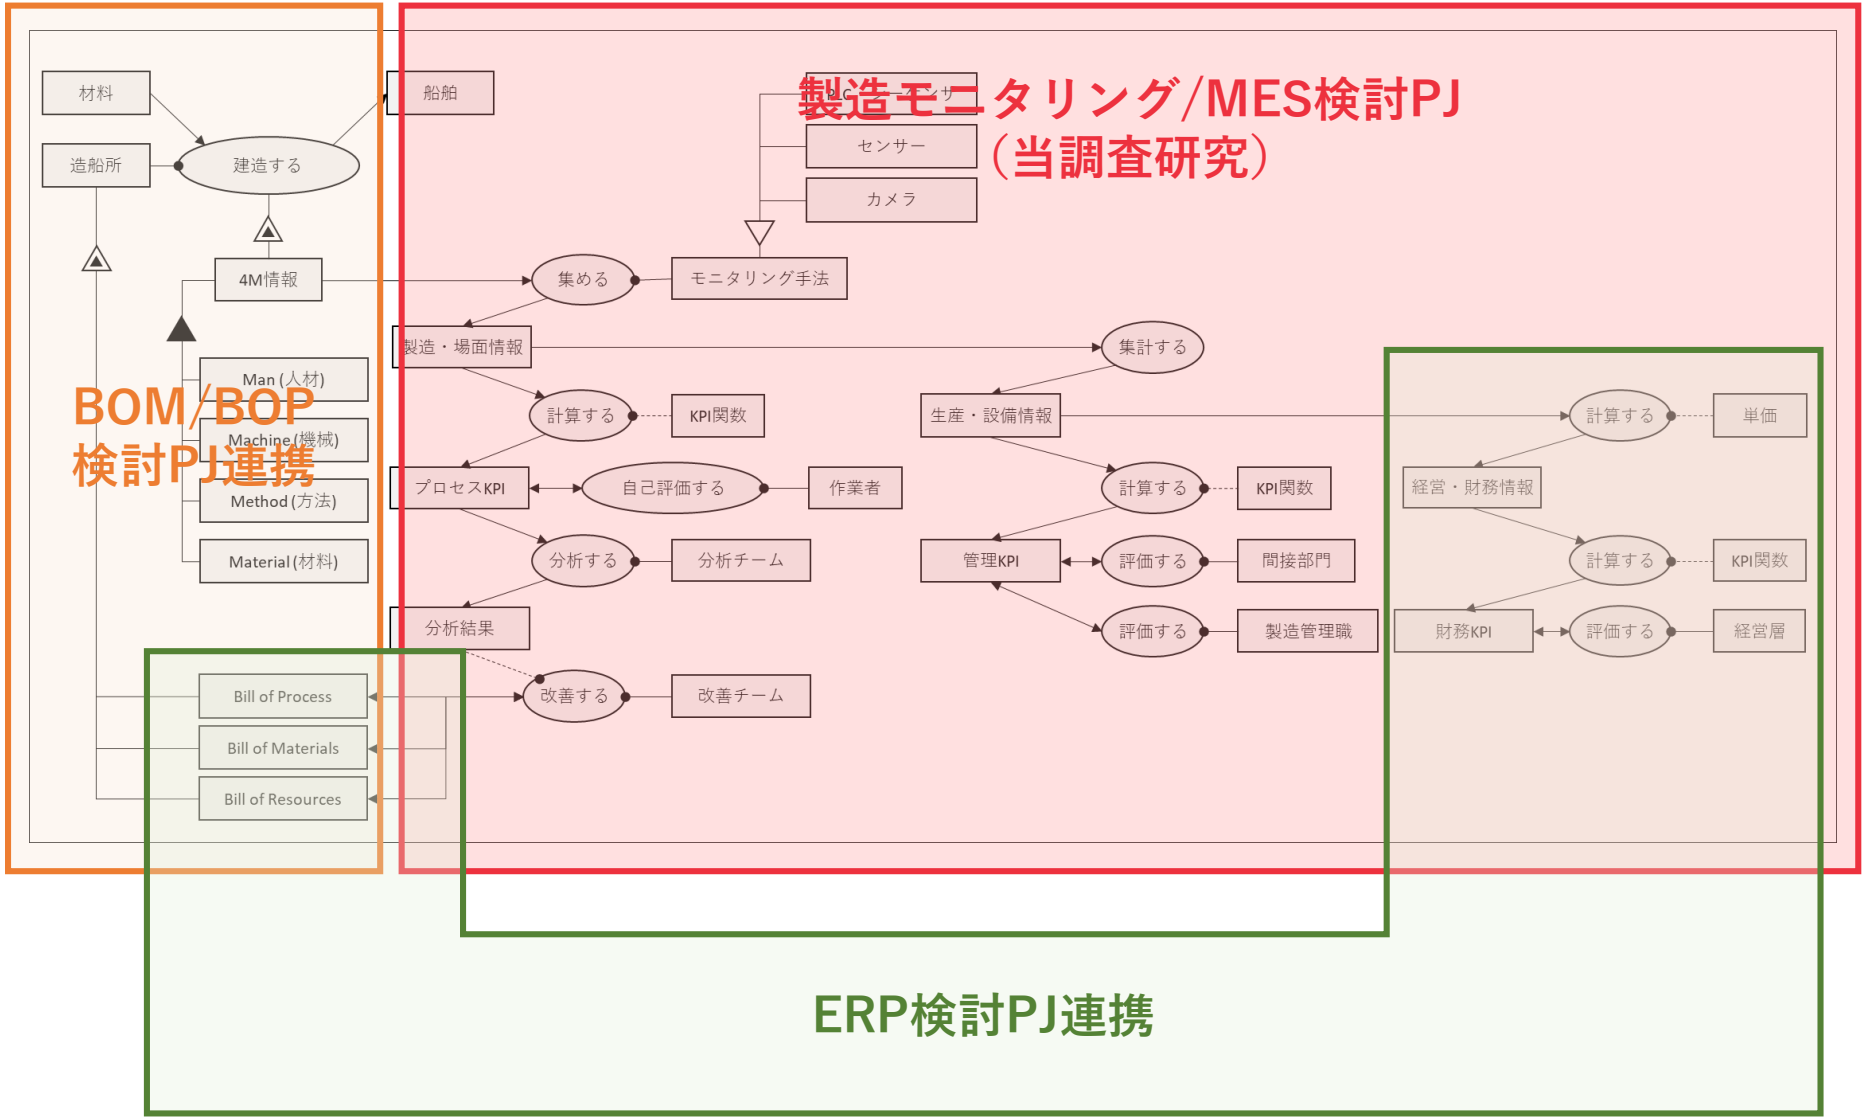 製造モニタリング/MES検討PJ
（当調査研究）
材料
船舶
PLC・シーケンサ
造船所
建造する
センサー
カメラ
4M情報
集める
モニタリング手法
製造・場面情報
集計する
Man (人材)
計算する
KPI関数
生産・設備情報
計算する
単価
BOM/BOP
検討PJ連携
Machine (機械)
プロセスKPI
自己評価する
作業者
計算する
KPI関数
経営・財務情報
Method (方法)
Material (材料)
分析する
分析チーム
管理KPI
評価する
間接部門
計算する
KPI関数
分析結果
評価する
製造管理職
財務KPI
評価する
経営層
Bill of Process
改善する
改善チーム
Bill of Materials
Bill of Resources
ERP検討PJ連携